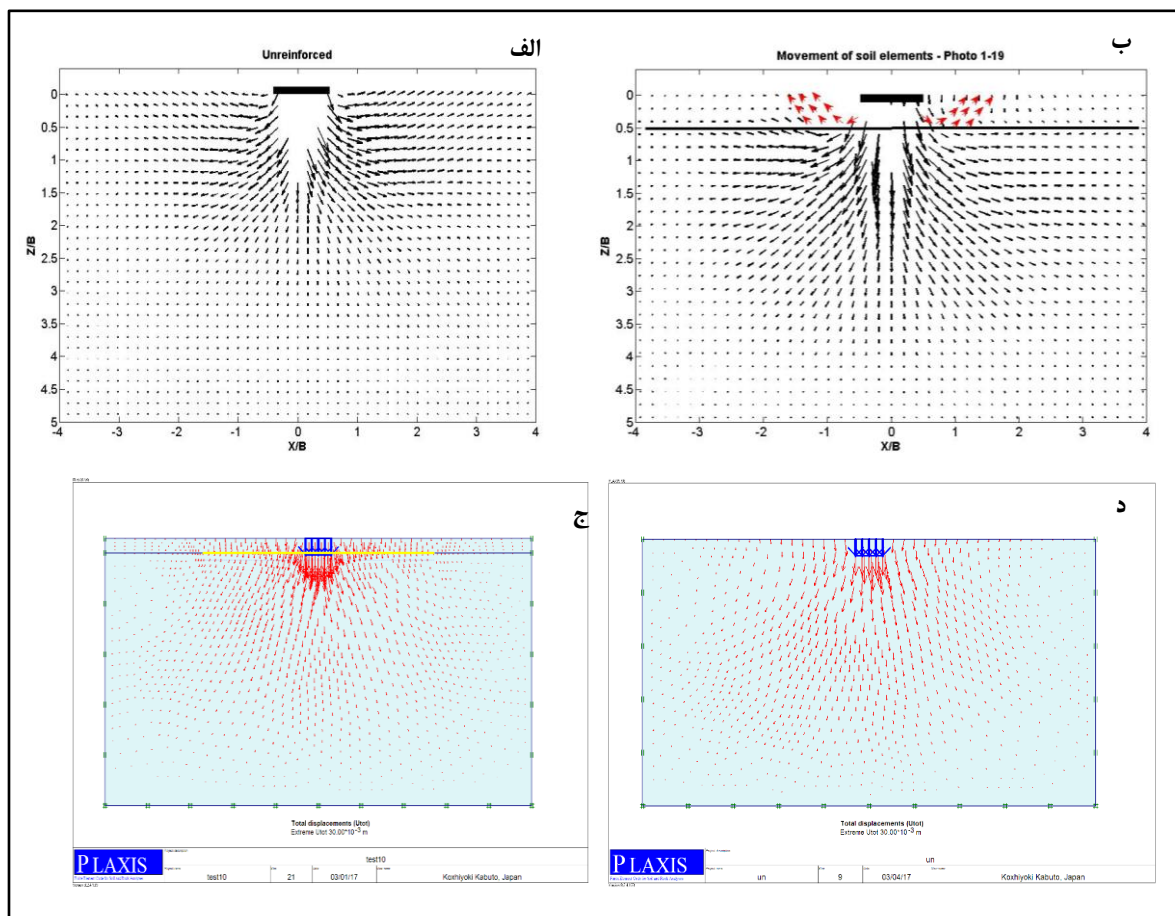 الف
Unreinforced
0
0.5
1
1.5
2
2.5
3
3.5
4
4.5
5
Z/B
-4 -3 -2 -1 0 1 2 3 4
X/B
ب
Movement of soil elements - Photo 1-19
0
0.5
1
1.5
2
2.5
3
3.5
4
4.5
5
Z/B
-4 -3 -2 -1 0 1 2 3 4
X/B
ج
Total displacements (Utot)
Extreme Utot 30.00*10⁻³ m
PLAXIS
test10
test10 21 03/01/17 Koxhiyoki Kabuto, Japan
د
Total displacements (Utot)
Extreme Utot 30.00*10⁻³ m
PLAXIS
un
un 9 03/04/17 Koxhiyoki Kabuto, Japan